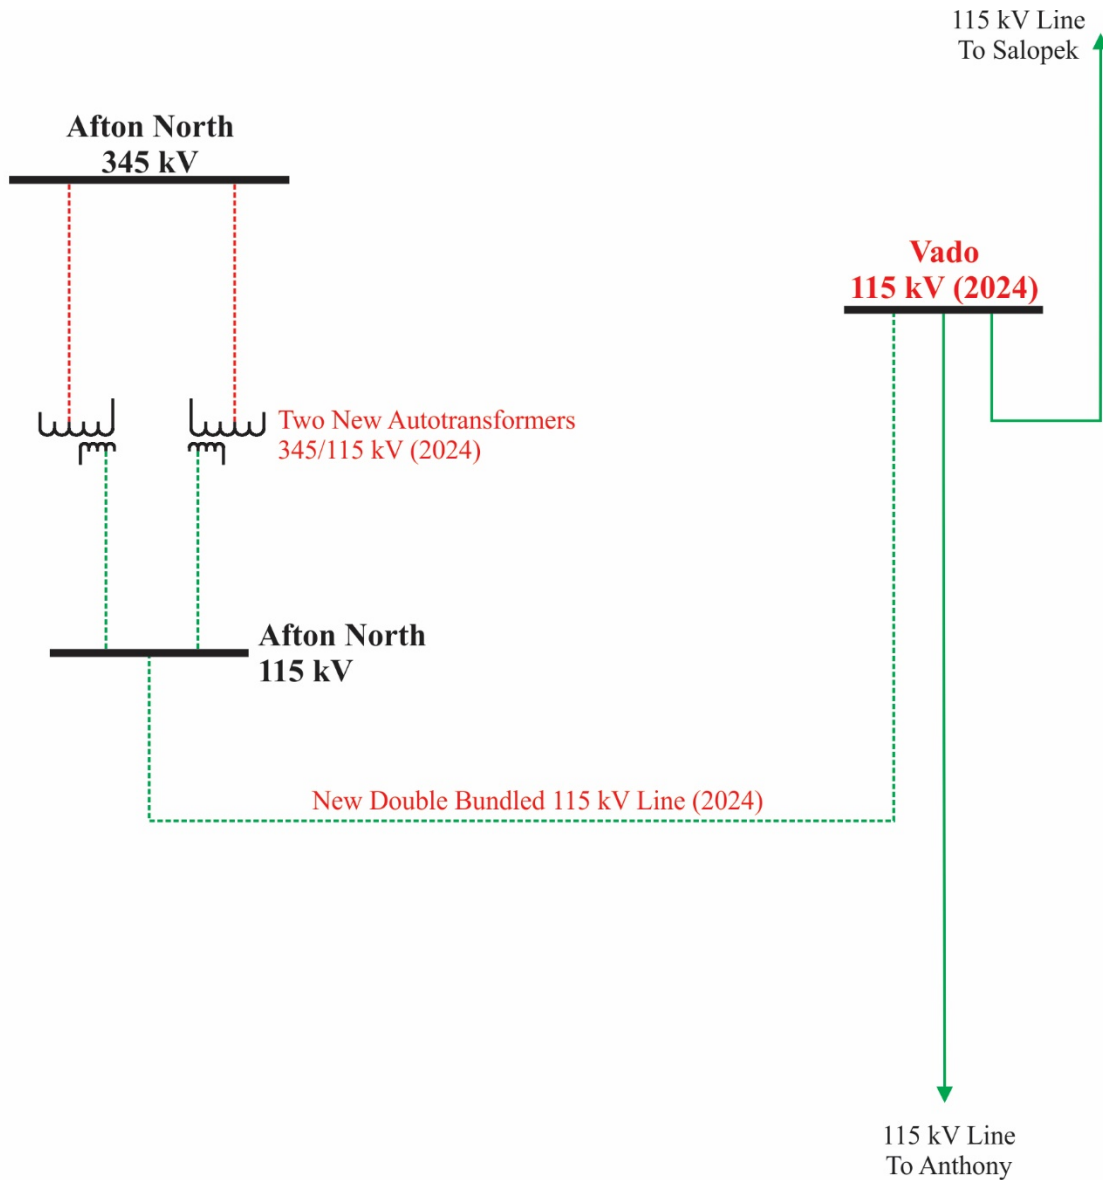 115 kV Line
To Salopek
Afton North
345 kV
Vado
115 kV (2024)
Two New Autotransformers
345/115 kV (2024)
Afton North
115 kV
New Double Bundled 115 kV Line (2024)
115 kV Line
To Anthony